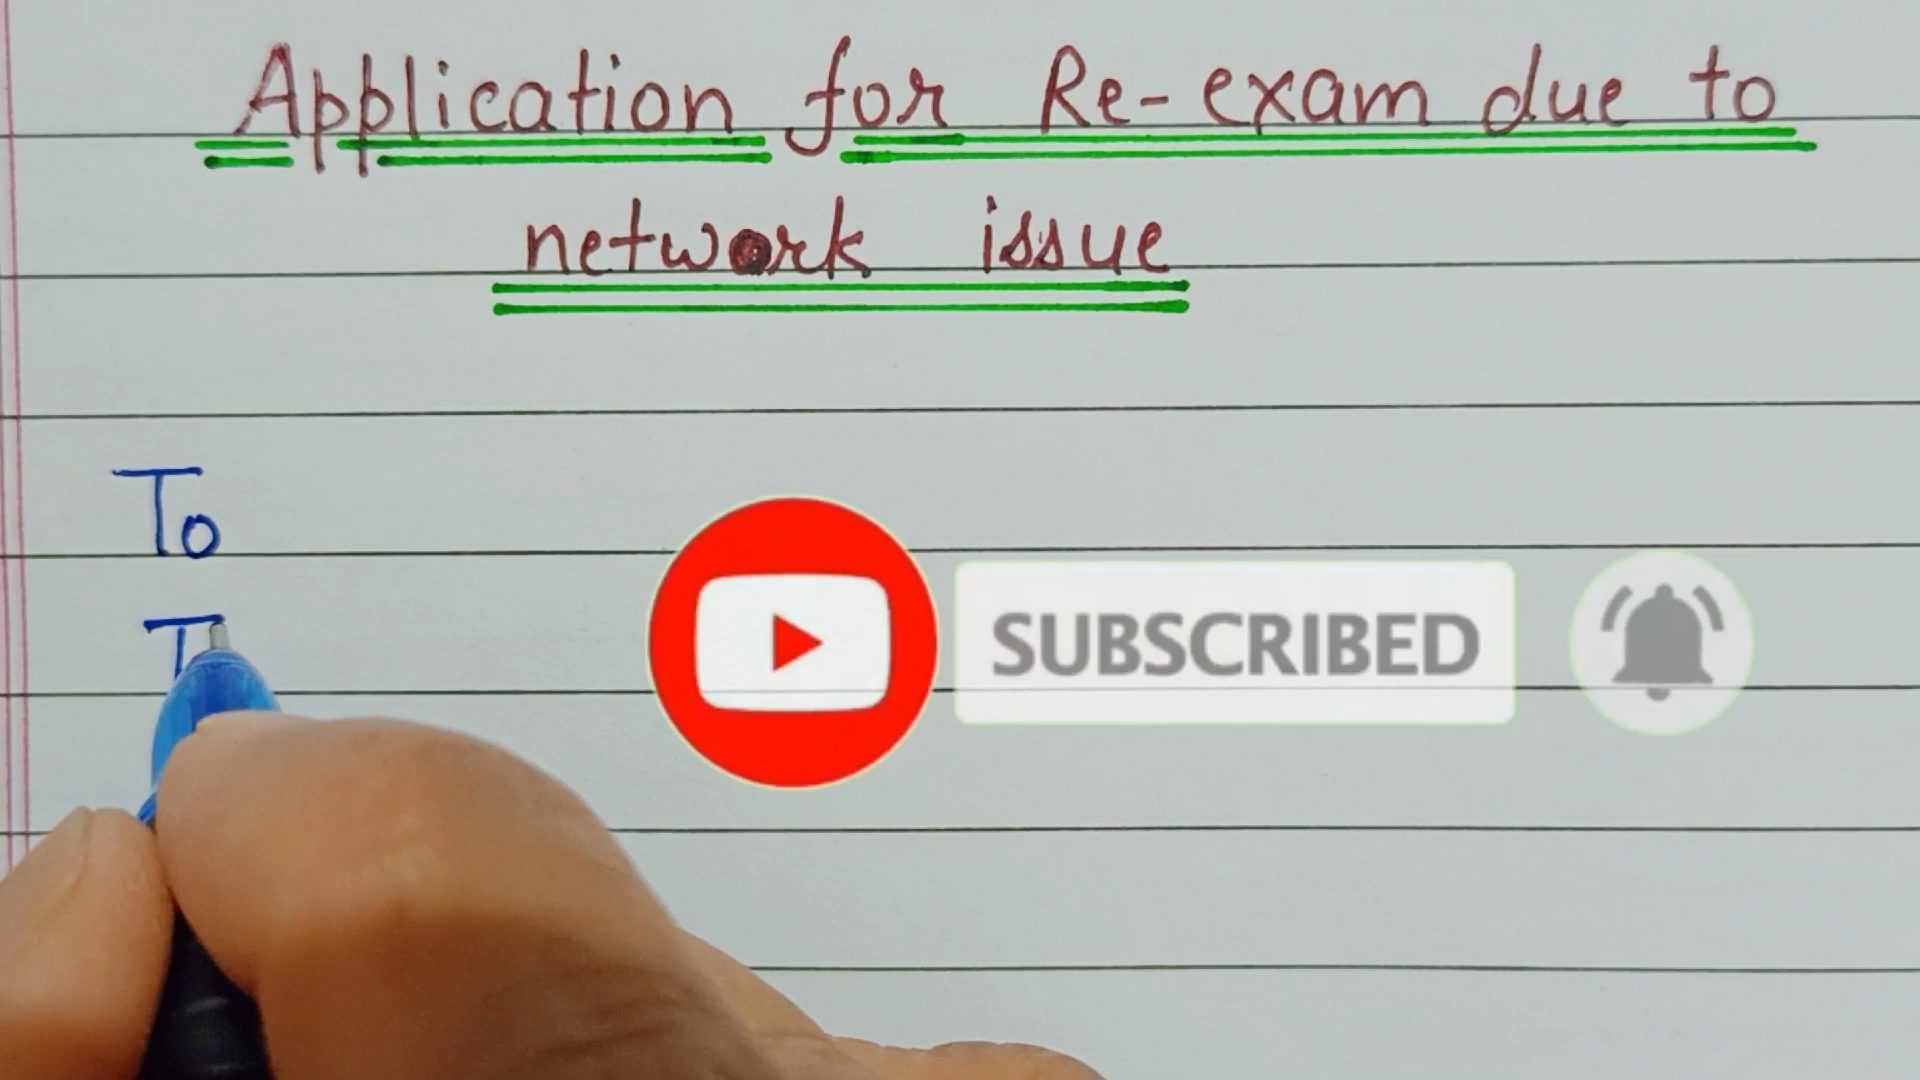 Application for Re-exam due to
network issue
To
T
SUBSCRIBED